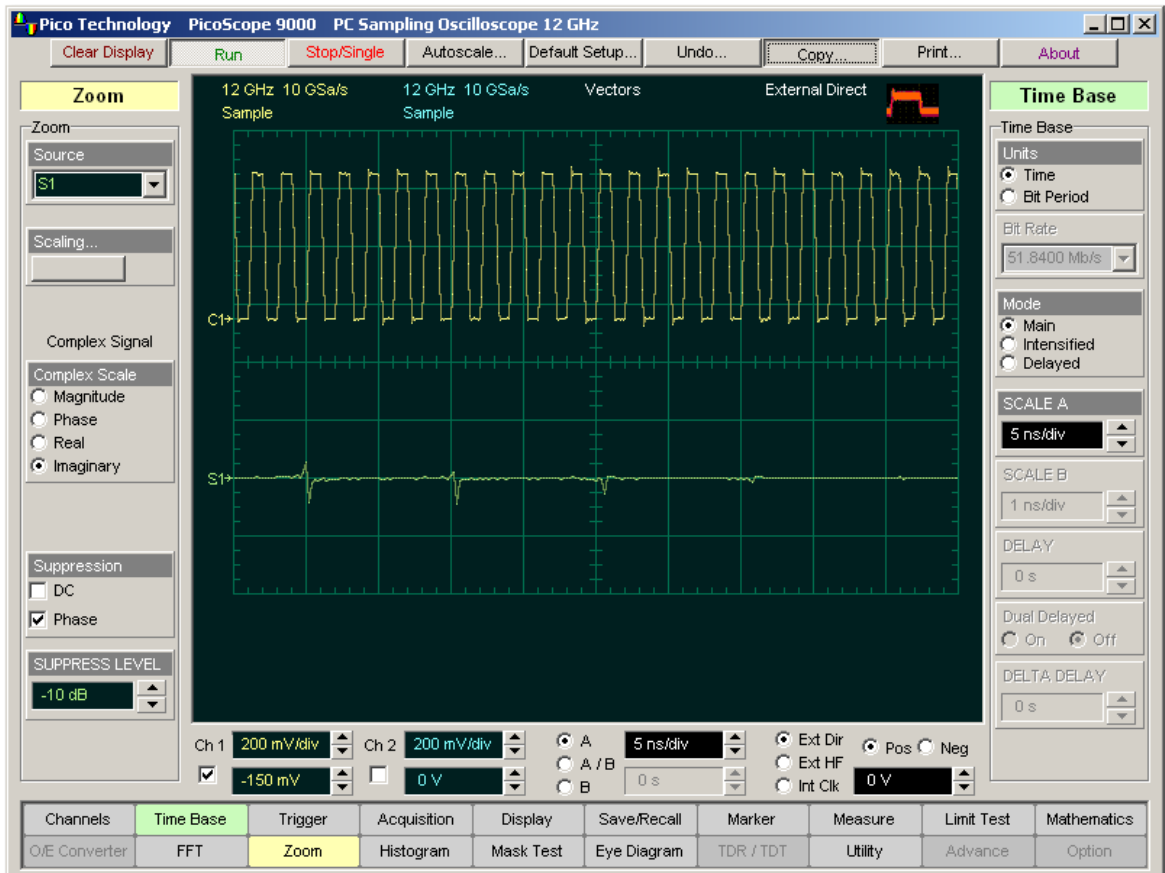 Pico Technology PicoScope 9000 PC Sampling Oscilloscope 12 GHz
Clear Display Run Stop/Single Autoscale... Default Setup... Undo... Copy... Print... About
Zoom
Zoom
Source
S1
Scaling...
Complex Signal
Complex Scale
Magnitude
Phase
Real
Imaginary
Suppression
DC
Phase
SUPPRESS LEVEL
-10 dB
12 GHz 10 GSa/s 12 GHz 10 GSa/s Vectors External Direct
Sample Sample
C1
S1
Time Base
Time Base
Units
Time
Bit Period
Bit Rate
51.8400 Mb/s
Mode
Main
Intensified
Delayed
SCALE A
5 ns/div
SCALE B
1 ns/div
DELAY
0 s
Dual Delayed
On Off
DELTA DELAY
0 s
Ch 1 200 mV/div Ch 2 200 mV/div A 5 ns/div Ext Dir Pos Neg
A / B Ext HF
-150 mV 0 V B 0 s Int Clk 0 V
Channels Time Base Trigger Acquisition Display Save/Recall Marker Measure Limit Test Mathematics
O/E Converter FFT Zoom Histogram Mask Test Eye Diagram TDR / TDT Utility Advance Option